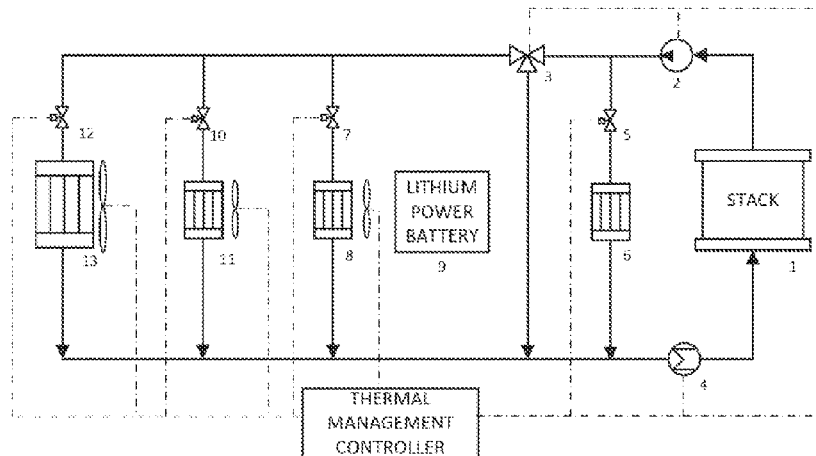 3
2
12
10
7
5
LITHIUM
POWER
BATTERY
STACK
13
11
8
9
6
1
4
THERMAL
MANAGEMENT
CONTROLLER